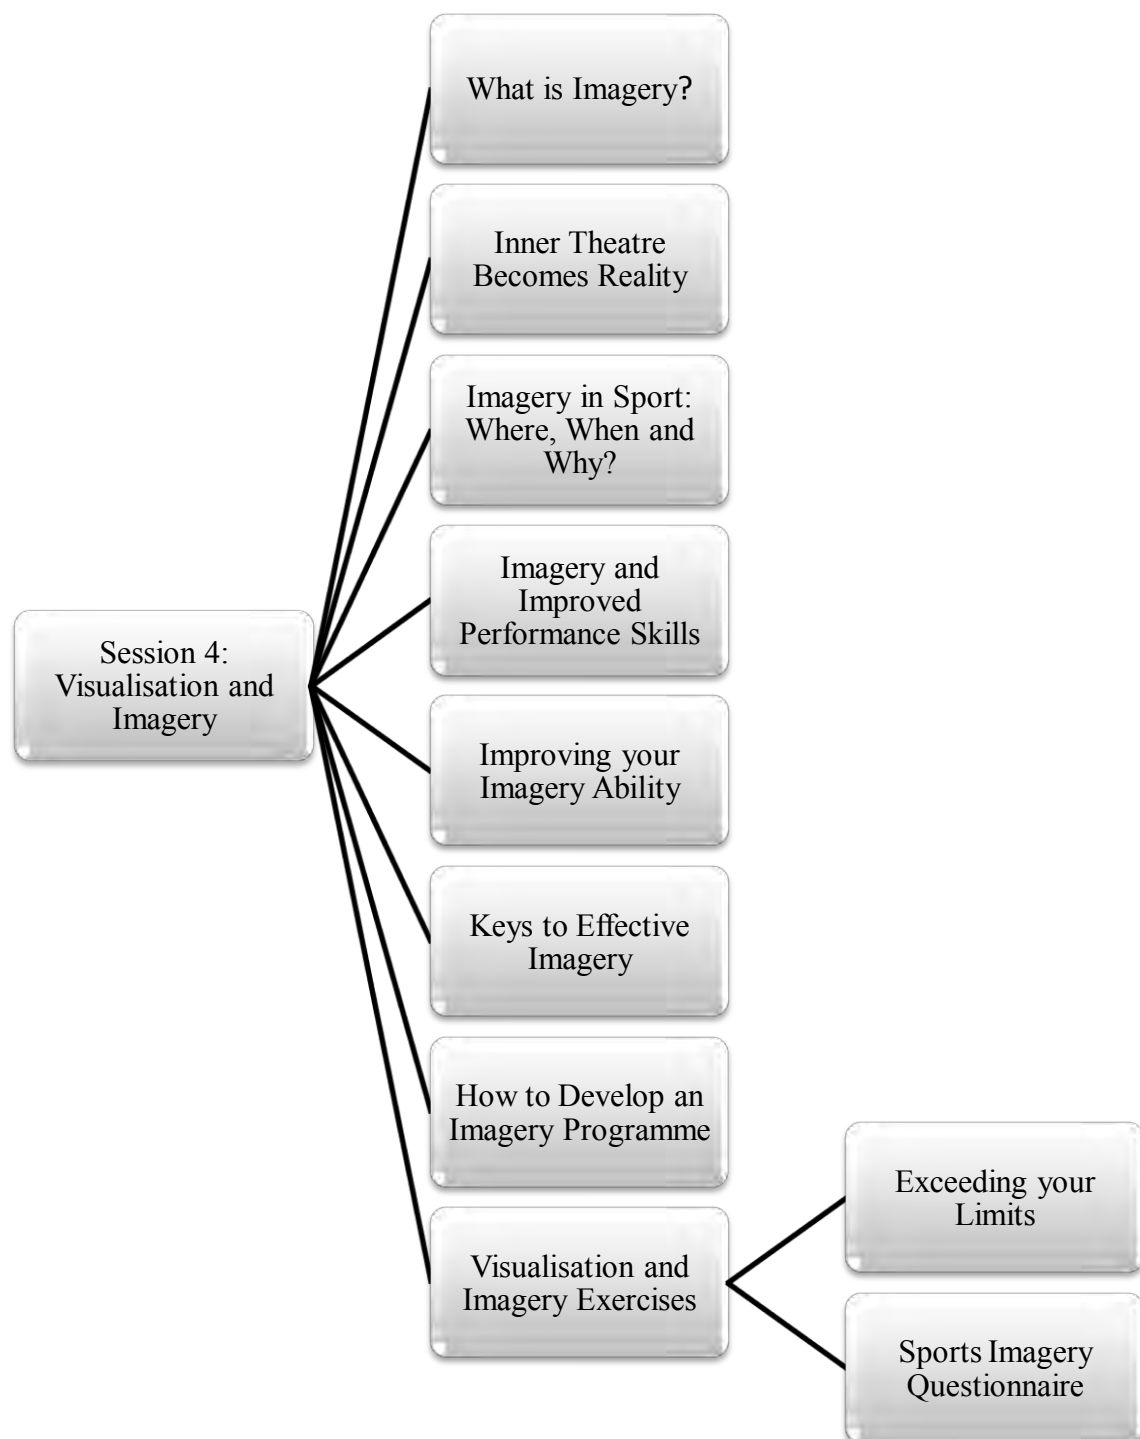 What is Imagery?
Inner Theatre
Becomes Reality
Imagery in Sport:
Where, When and
Why?
Imagery and
Improved
Performance Skills
Session 4:
Visualisation and
Imagery
Improving your
Imagery Ability
Keys to Effective
Imagery
How to Develop an
Imagery Programme
Visualisation and
Imagery Exercises
Exceeding your
Limits
Sports Imagery
Questionnaire